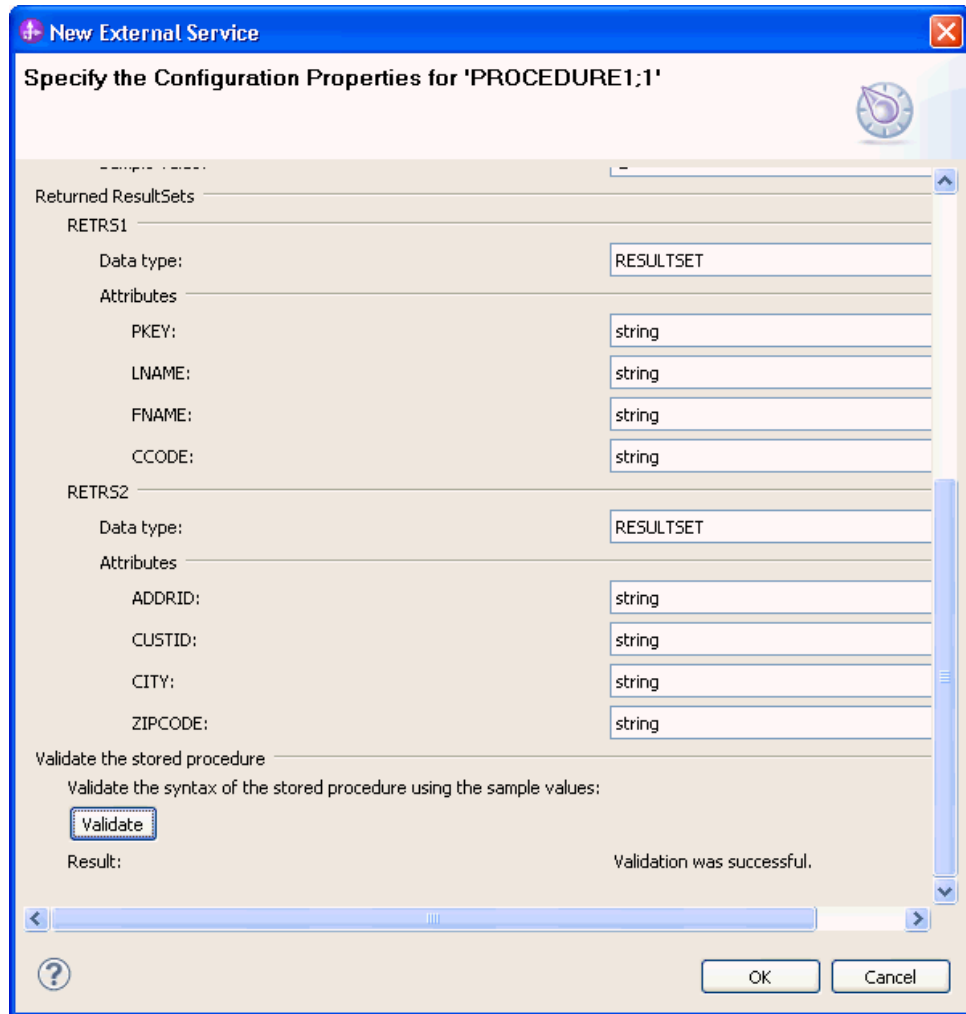 New External Service
Specify the Configuration Properties for 'PROCEDURE1;1'
Returned ResultSets
RETRS1
Data type: RESULTSET
Attributes
PKEY: string
LNAME: string
FNAME: string
CCODE: string
RETRS2
Data type: RESULTSET
Attributes
ADDRID: string
CUSTID: string
CITY: string
ZIPCODE: string
Validate the stored procedure
Validate the syntax of the stored procedure using the sample values:
Validate
Result: Validation was successful.
? OK Cancel